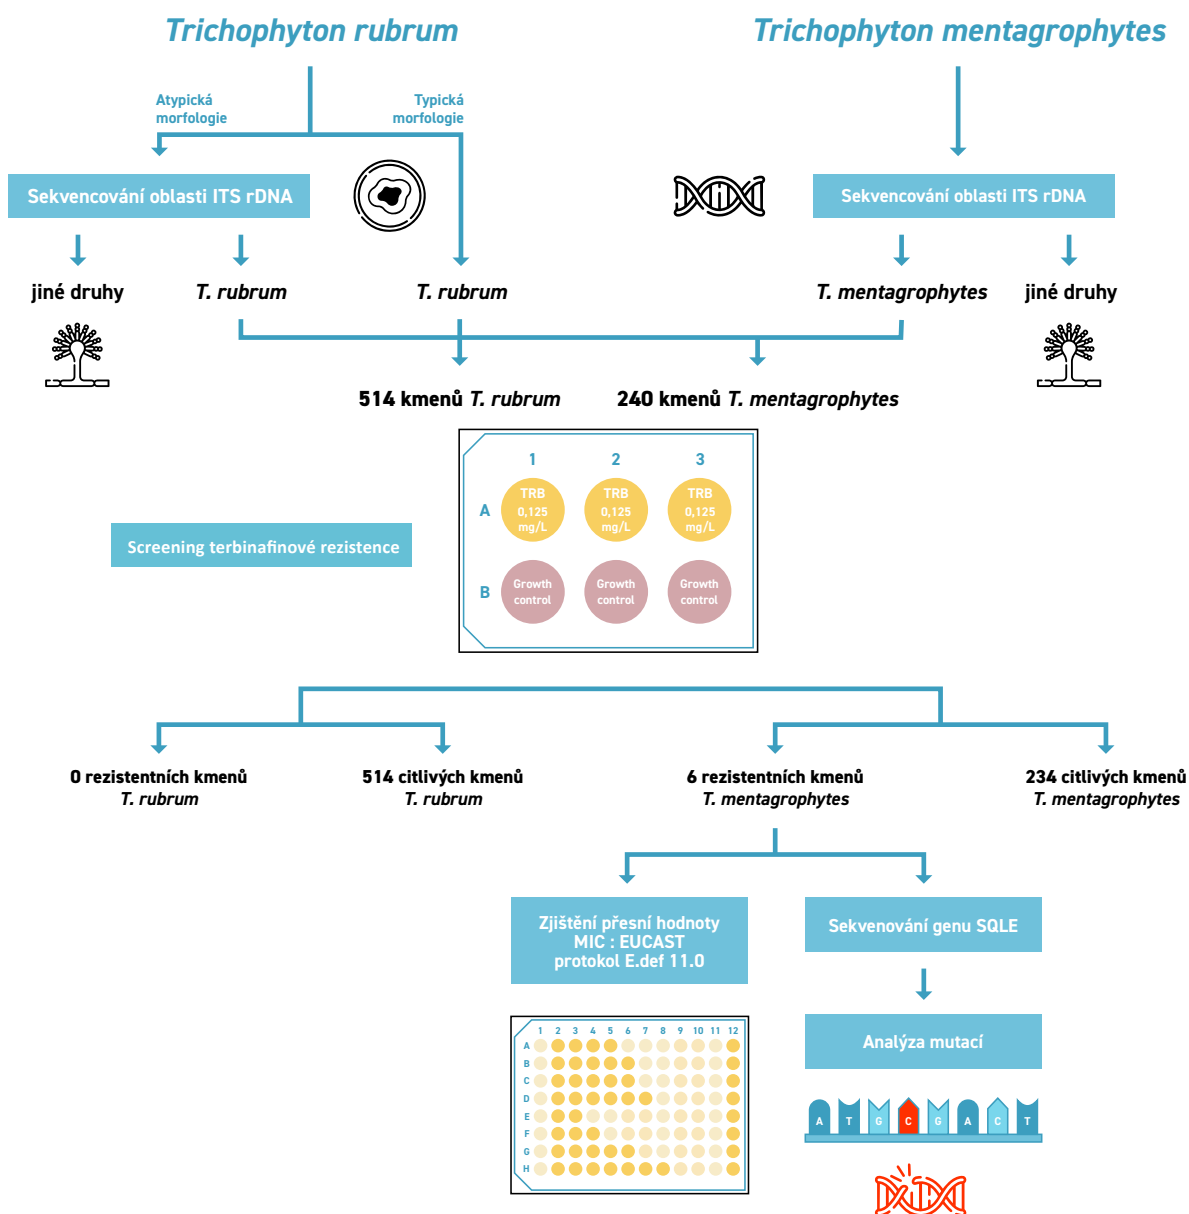 Trichophyton rubrum
Trichophyton mentagrophytes
Atypická
morfologie
Typická
morfologie
Sekvencování oblasti ITS rDNA
Sekvencování oblasti ITS rDNA
jiné druhy
T. rubrum
T. rubrum
T. mentagrophytes
jiné druhy
514 kmenů T. rubrum
240 kmenů T. mentagrophytes
1 2 3
A
TRB
0,125
mg/L
TRB
0,125
mg/L
TRB
0,125
mg/L
Screening terbinafinové rezistence
B
Growth
control
Growth
control
Growth
control
0 rezistentních kmenů
T. rubrum
514 citlivých kmenů
T. rubrum
6 rezistentních kmenů
T. mentagrophytes
234 citlivých kmenů
T. mentagrophytes
Zjištění přesní hodnoty
MIC : EUCAST
protokol E.def 11.0
Sekvenování genu SQLE
Analýza mutací
1 2 3 4 5 6 7 8 9 10 11 12
A
B
C
D
E
F
G
H
A T G C G A C T